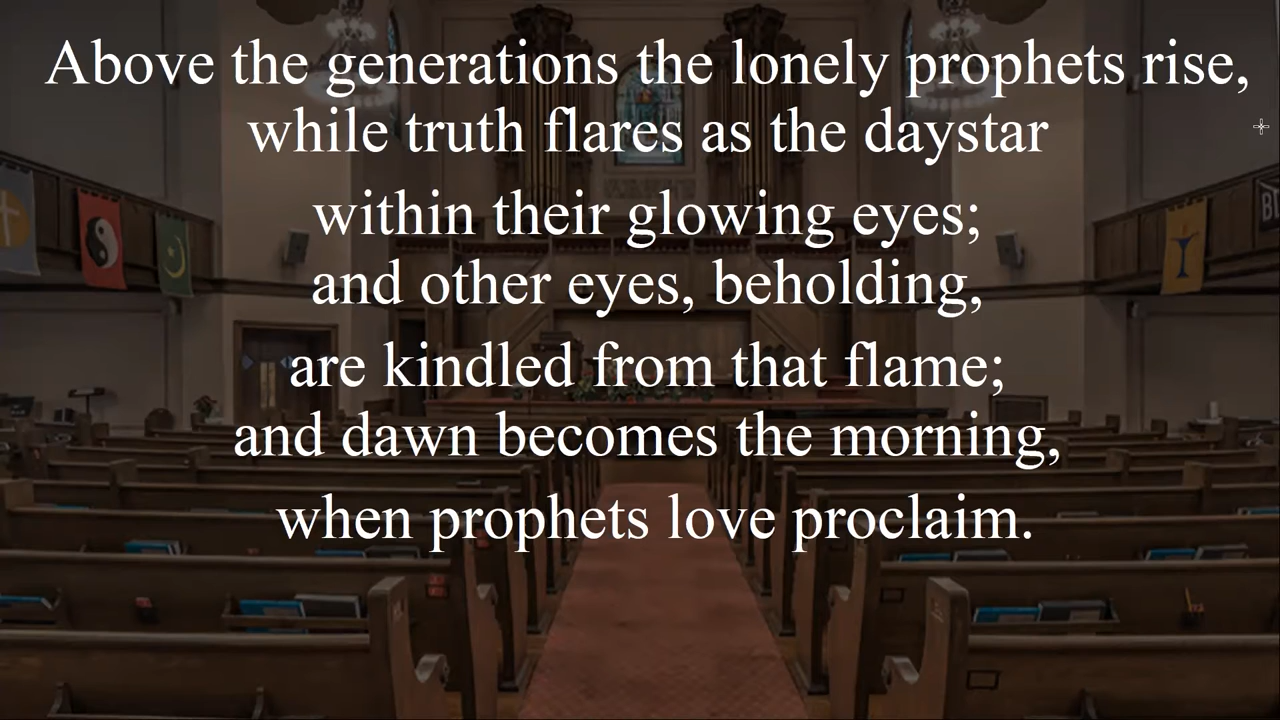 Above the generations the lonely prophets rise,
while truth flares as the daystar
within their glowing eyes;
and other eyes, beholding,
are kindled from that flame;
and dawn becomes the morning,
when prophets love proclaim.